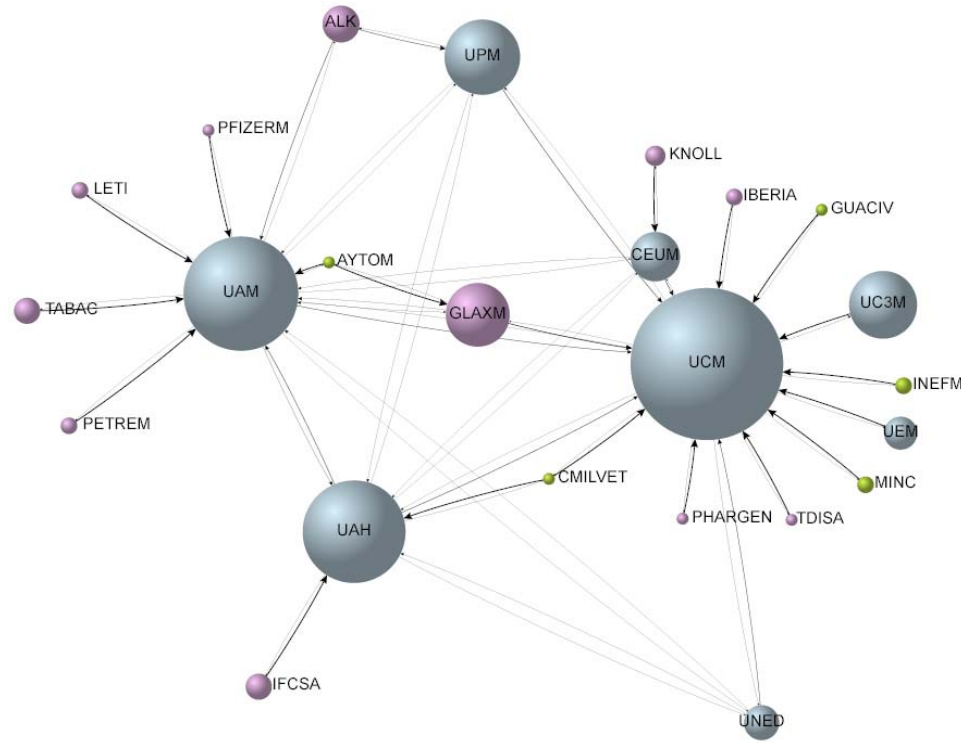 ALK
UPM
PFIZERM
KNOLL
LETI
IBERIA
GUACIV
CEUM
AYTOM
UAM
UC3M
TABAC
GLAXM
UCM
INEFM
PETREM
UEM
CMILVET
MINC
PHARGEN
TDISA
UAH
IFCSA
UNED